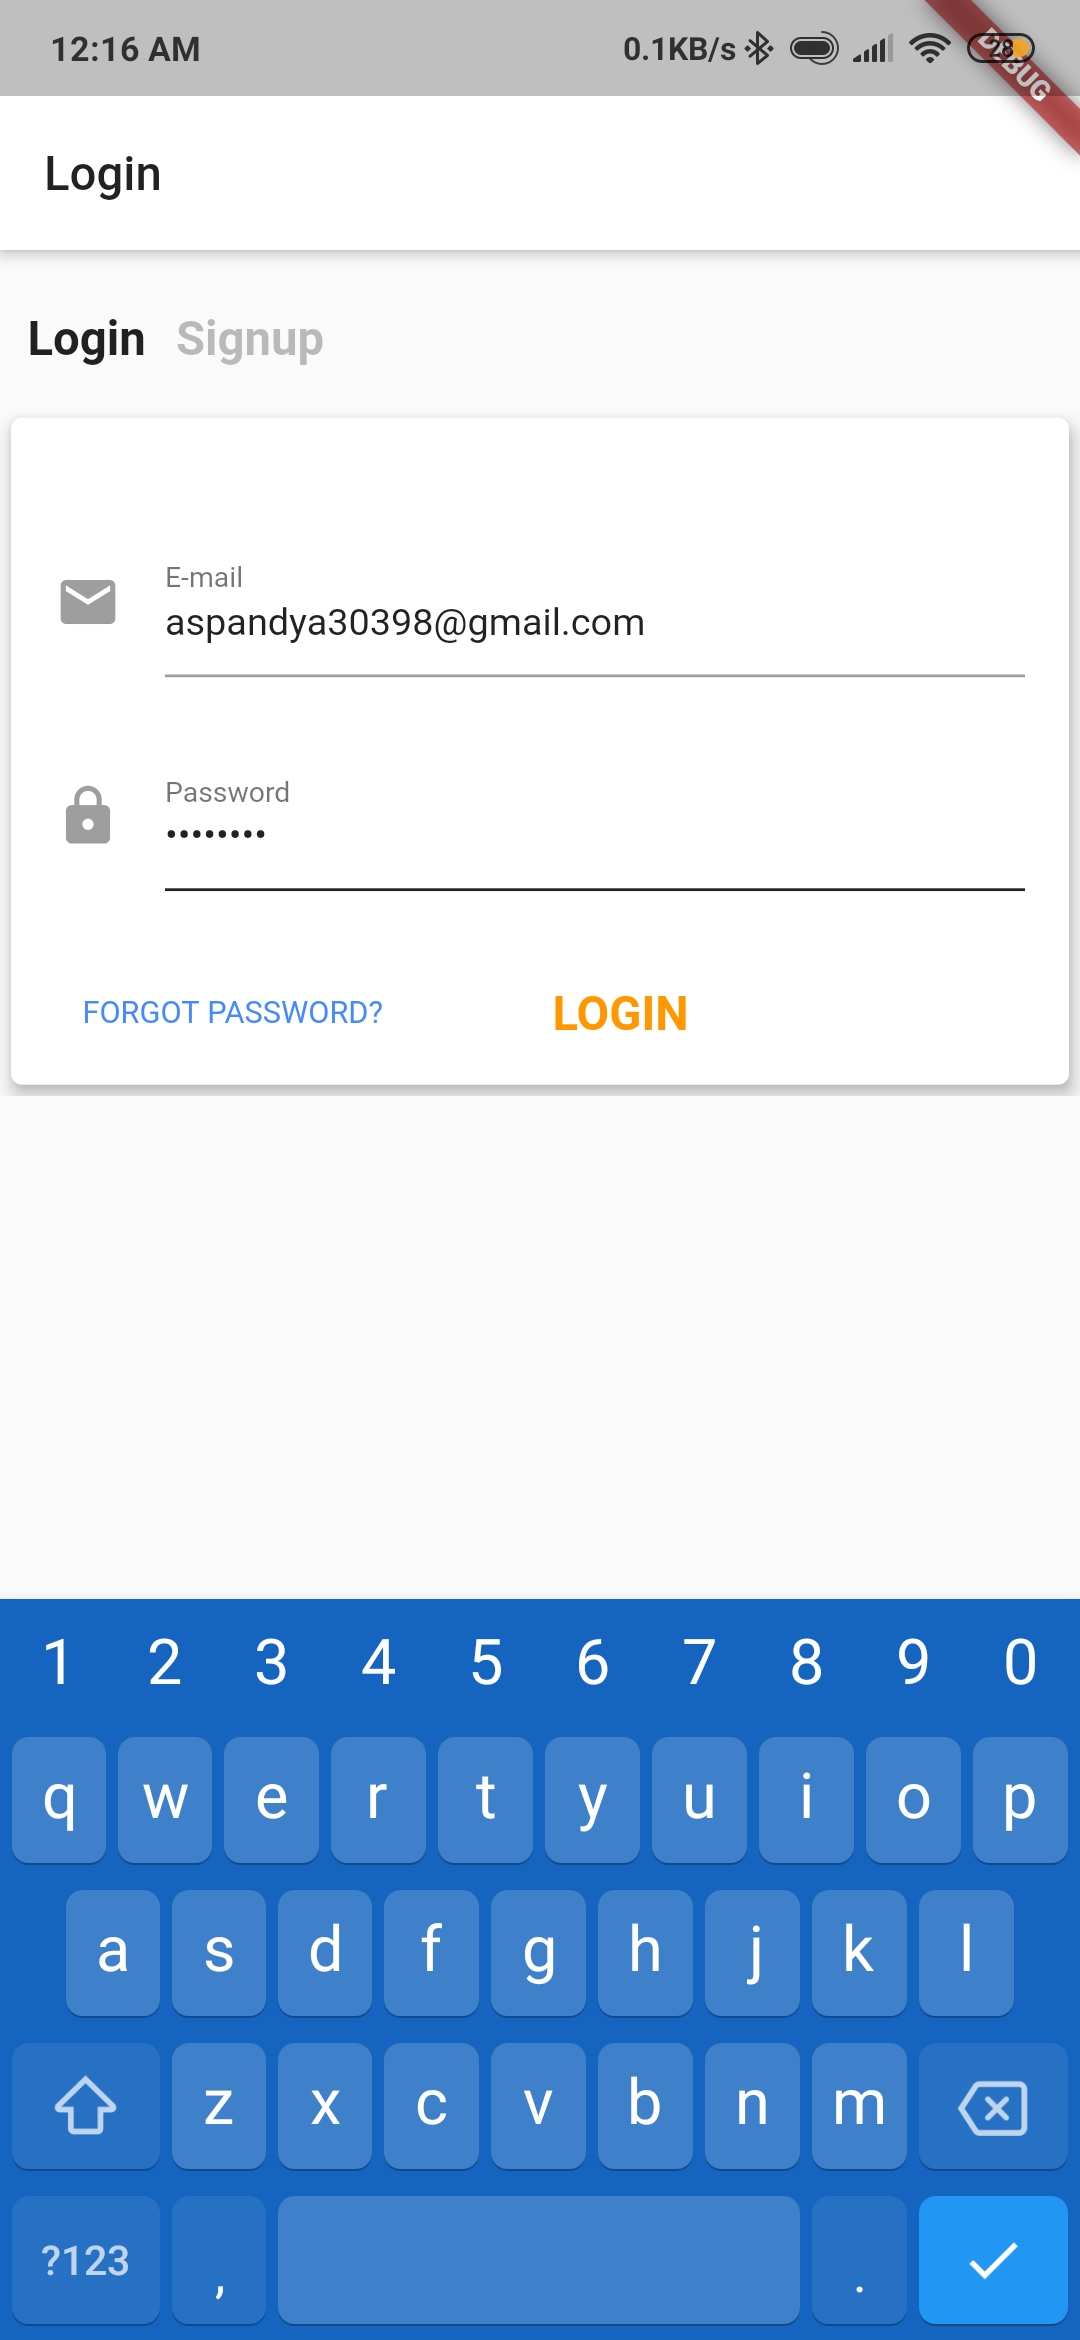 12:16 AM 0.1KB/s 28
DEBUG
Login
Login Signup
E-mail
aspandya30398@gmail.com
Password
••••••••
FORGOT PASSWORD? LOGIN
1 2 3 4 5 6 7 8 9 0
q w e r t y u i o p
a s d f g h j k l
z x c v b n m
?123 , .